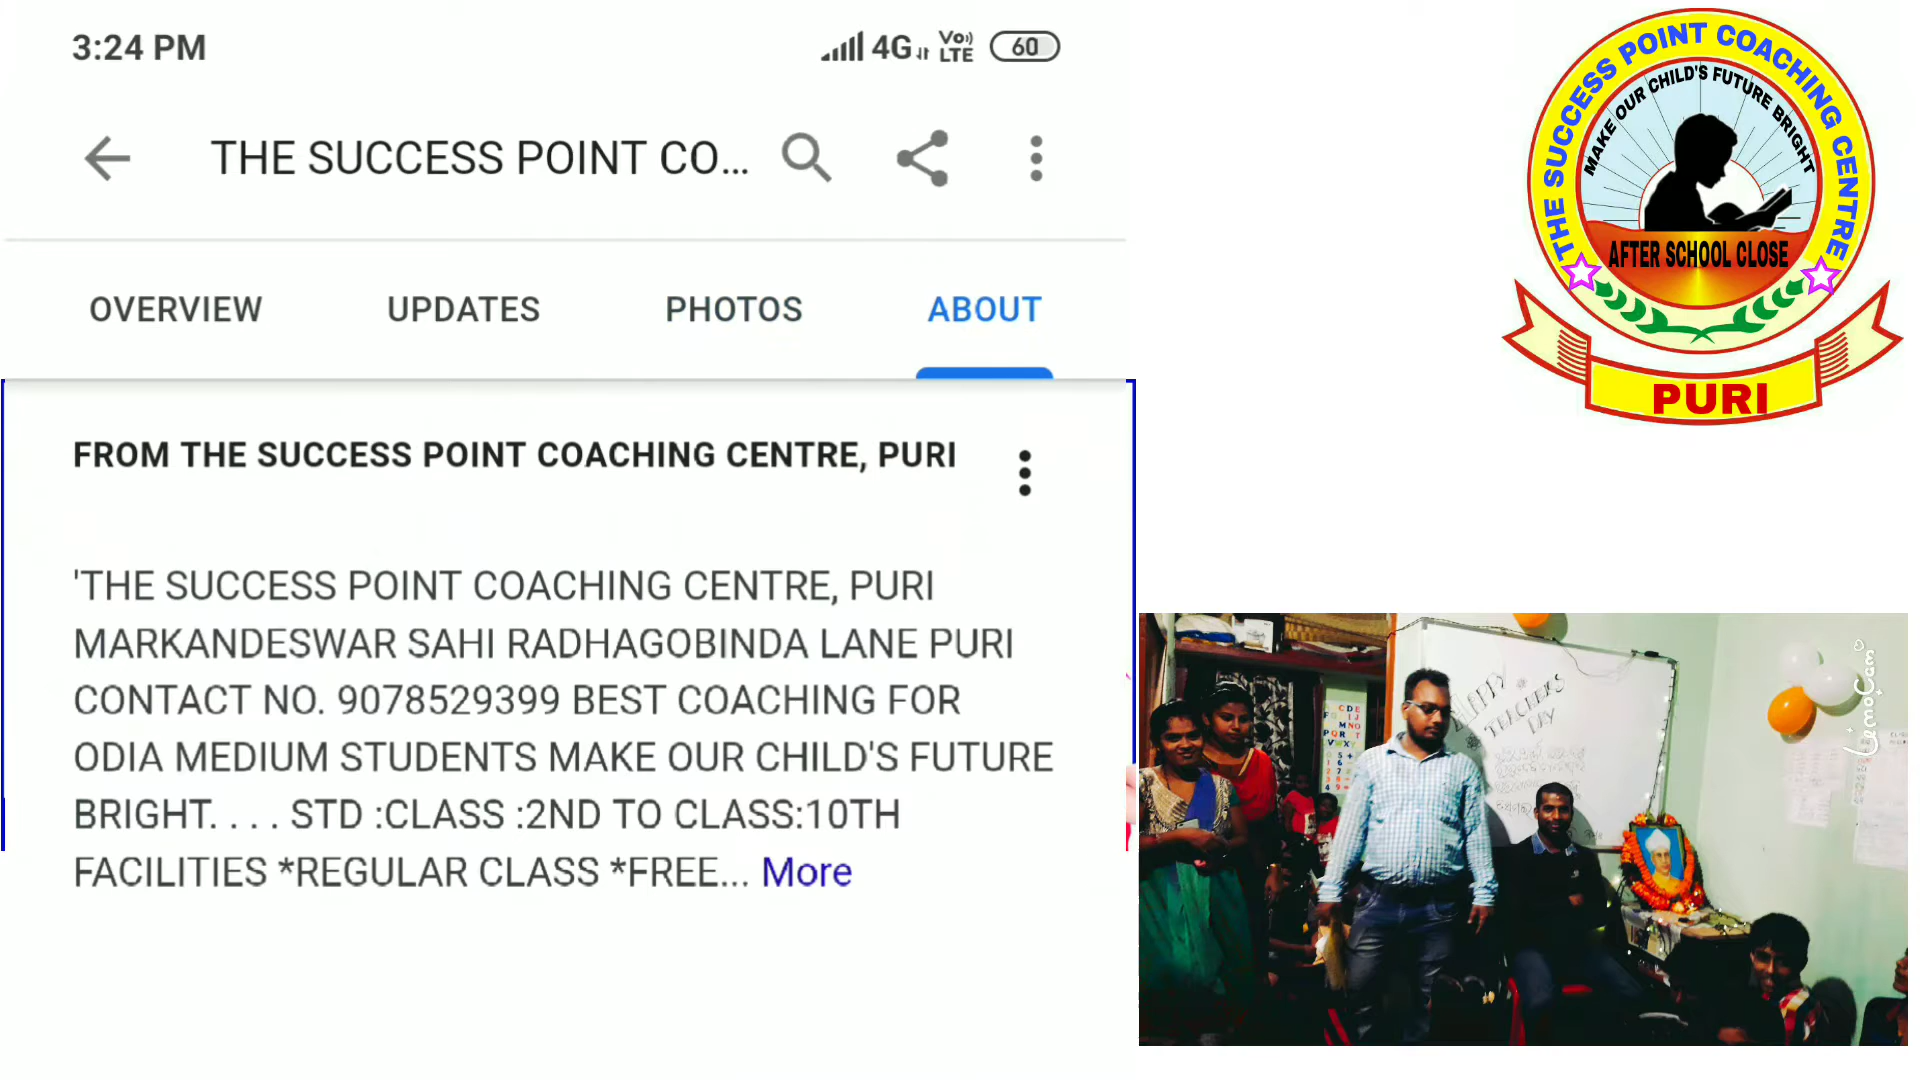 3:24 PM
4G Vo) LTE 60
THE SUCCESS POINT CO...
OVERVIEW UPDATES PHOTOS ABOUT
FROM THE SUCCESS POINT COACHING CENTRE, PURI
'THE SUCCESS POINT COACHING CENTRE, PURI
MARKANDESWAR SAHI RADHAGOBINDA LANE PURI
CONTACT NO. 9078529399 BEST COACHING FOR
ODIA MEDIUM STUDENTS MAKE OUR CHILD'S FUTURE
BRIGHT. . . . STD :CLASS :2ND TO CLASS:10TH
FACILITIES *REGULAR CLASS *FREE... More
THE SUCCESS POINT COACHING CENTRE
MAKE OUR CHILD'S FUTURE BRIGHT
AFTER SCHOOL CLOSE
PURI
HAPPY
TEACHERS
DAY
LemoCam